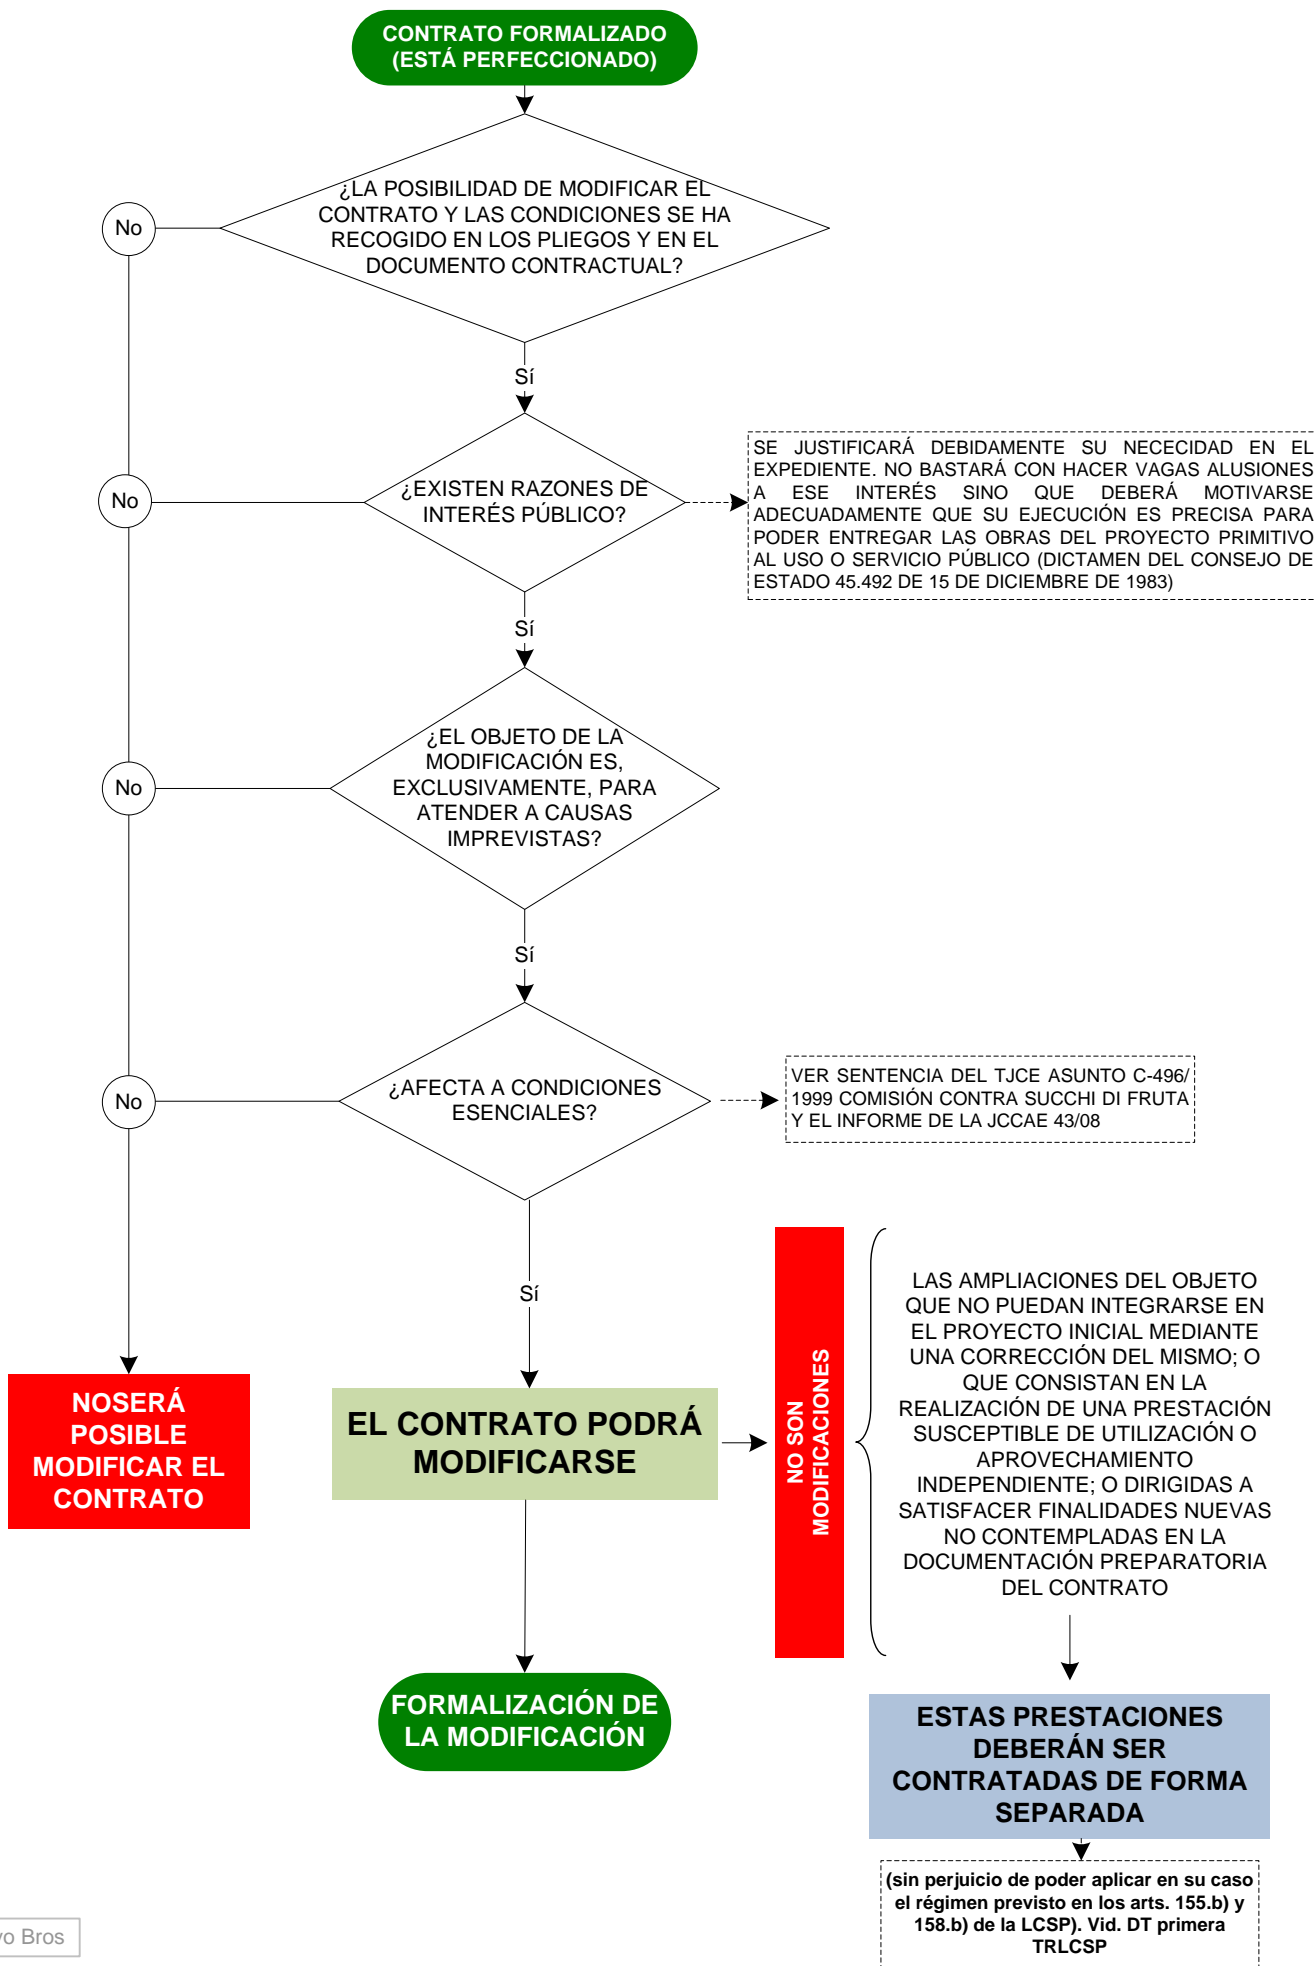 CONTRATO FORMALIZADO
(ESTÁ PERFECCIONADO)
¿LA POSIBILIDAD DE MODIFICAR EL
CONTRATO Y LAS CONDICIONES SE HA
RECOGIDO EN LOS PLIEGOS Y EN EL
DOCUMENTO CONTRACTUAL?
No
Sí
¿EXISTEN RAZONES DE
INTERÉS PÚBLICO?
No
SE JUSTIFICARÁ DEBIDAMENTE SU NECECIDAD EN EL
EXPEDIENTE. NO BASTARÁ CON HACER VAGAS ALUSIONES
A ESE INTERÉS SINO QUE DEBERÁ MOTIVARSE
ADECUADAMENTE QUE SU EJECUCIÓN ES PRECISA PARA
PODER ENTREGAR LAS OBRAS DEL PROYECTO PRIMITIVO
AL USO O SERVICIO PÚBLICO (DICTAMEN DEL CONSEJO DE
ESTADO 45.492 DE 15 DE DICIEMBRE DE 1983)
Sí
¿EL OBJETO DE LA
MODIFICACIÓN ES,
EXCLUSIVAMENTE, PARA
ATENDER A CAUSAS
IMPREVISTAS?
No
Sí
¿AFECTA A CONDICIONES
ESENCIALES?
No
VER SENTENCIA DEL TJCE ASUNTO C-496/
1999 COMISIÓN CONTRA SUCCHI DI FRUTA
Y EL INFORME DE LA JCCAE 43/08
Sí
NOSERÁ
POSIBLE
MODIFICAR EL
CONTRATO
EL CONTRATO PODRÁ
MODIFICARSE
NO SON
MODIFICACIONES
LAS AMPLIACIONES DEL OBJETO
QUE NO PUEDAN INTEGRARSE EN
EL PROYECTO INICIAL MEDIANTE
UNA CORRECCIÓN DEL MISMO; O
QUE CONSISTAN EN LA
REALIZACIÓN DE UNA PRESTACIÓN
SUSCEPTIBLE DE UTILIZACIÓN O
APROVECHAMIENTO
INDEPENDIENTE; O DIRIGIDAS A
SATISFACER FINALIDADES NUEVAS
NO CONTEMPLADAS EN LA
DOCUMENTACIÓN PREPARATORIA
DEL CONTRATO
FORMALIZACIÓN DE
LA MODIFICACIÓN
ESTAS PRESTACIONES
DEBERÁN SER
CONTRATADAS DE FORMA
SEPARADA
(sin perjuicio de poder aplicar en su caso
el régimen previsto en los arts. 155.b) y
158.b) de la LCSP). Vid. DT primera
TRLCSP
Bros